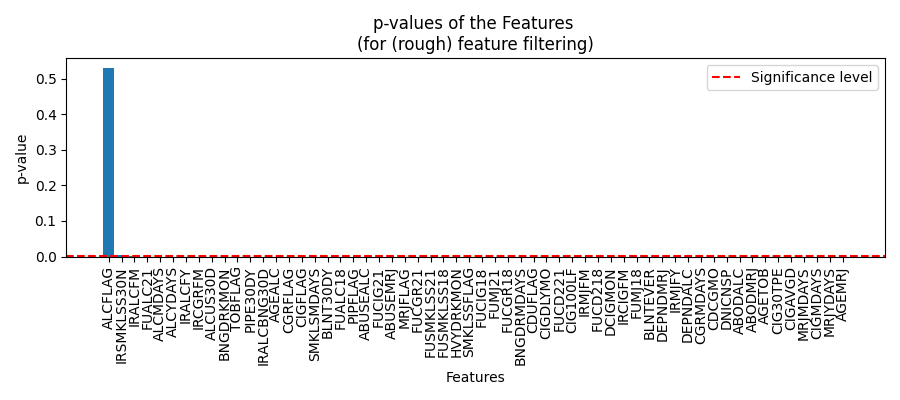 p-values of the Features
(for (rough) feature filtering)
Significance level
p-value
0.5
0.4
0.3
0.2
0.1
0.0
ALCFLAG
IRSMKLSS30N
IRALCFM
FUALC21
ALCMDAYS
ALCYDAYS
IRALCFY
IRCGRFM
ALCUS30D
BNGDRKMON
TOBFLAG
PIPE30DY
IRALCBNG30D
AGEALC
CGRFLAG
CIGFLAG
SMKLSMDAYS
BLNT30DY
FUALC18
PIPFLAG
ABUSEALC
FUCIG21
ABUSEMRJ
MRJFLAG
FUCGR21
FUSMKLSS21
FUSMKLSS18
HVYDRKMON
SMKLSSFLAG
FUCIG18
FUMJ21
FUCGR18
BNGDRMDAYS
CDUFLAG
CIGDLYMO
FUCD221
CIG100LF
IRMJFM
FUCD218
DCIGMON
IRCIGFM
FUMJ18
BLNTEVER
DEPNDMRJ
IRMJFY
DEPNDALC
CGRMDAYS
CDCGMO
DNICNSP
ABODALC
ABODMRJ
AGETOB
CIG30TPE
CIGAVGD
MRJMDAYS
CIGMDAYS
MRJYDAYS
AGEMRJ
Features